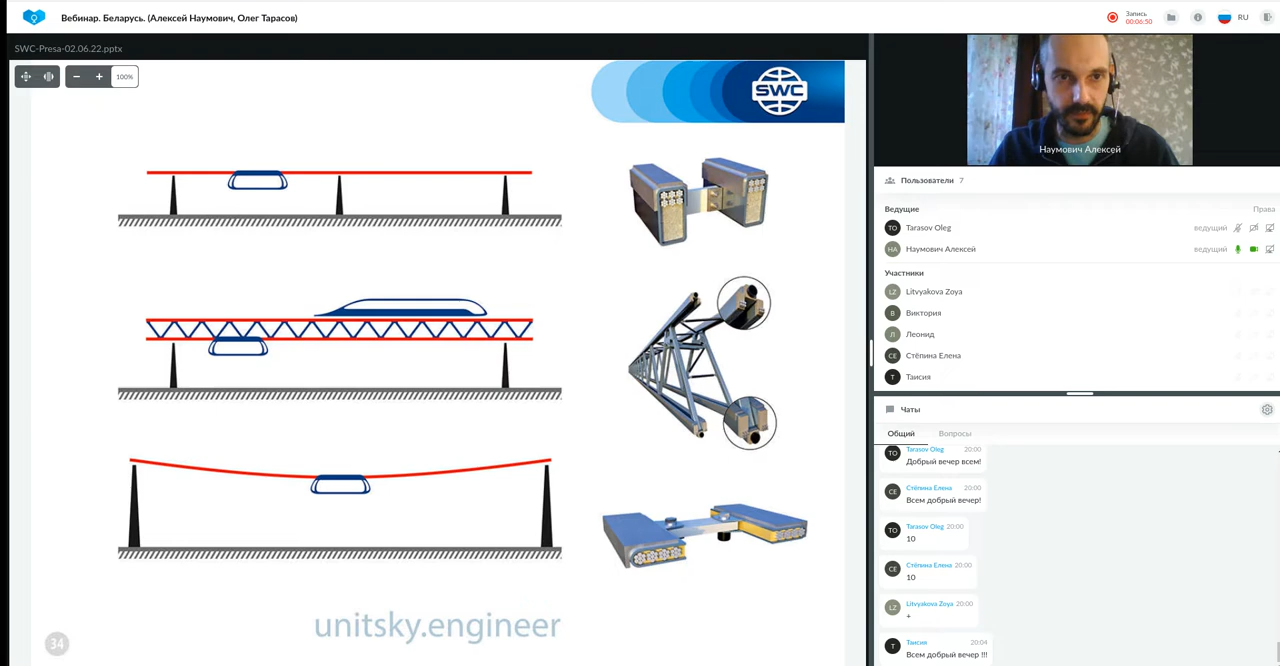 Вебинар. Беларусь. (Алексей Наумович, Олег Тарасов)
Запись
00:06:50
RU
SWC-Presa-02.06.22.pptx
100%
SWC
unitsky.engineer
34
Наумович Алексей
Пользователи 7
Ведущие Права
TO Tarasov Oleg ведущий
НА Наумович Алексей ведущий
Участники
LZ Litvyakova Zoya
В Виктория
Л Леонид
СЕ Стёпина Елена
Т Таисия
Чаты
Общий Вопросы
TO Tarasov Oleg 20:00
Добрый вечер всем!
СЕ Стёпина Елена 20:00
Всем добрый вечер!
TO Tarasov Oleg 20:00
10
СЕ Стёпина Елена 20:00
10
LZ Litvyakova Zoya 20:00
+
Т Таисия 20:04
Всем добрый вечер !!!